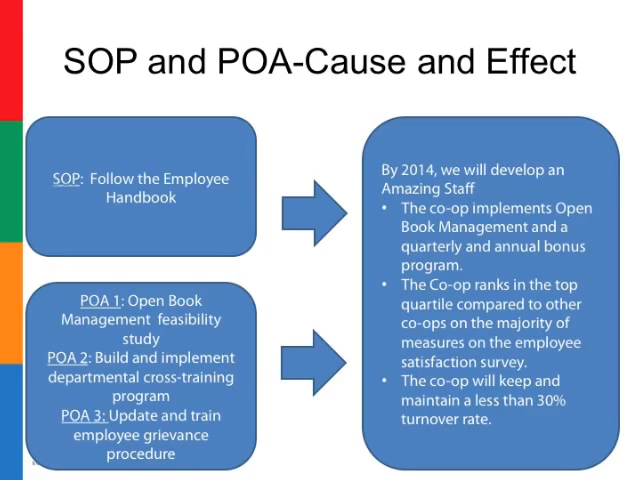 SOP and POA-Cause and Effect
SOP:  Follow the Employee
Handbook
POA 1: Open Book
Management  feasibility
study
POA 2: Build and implement
departmental cross-training
program
POA 3: Update and train
employee grievance
procedure
By 2014, we will develop an
Amazing Staff
• The co-op implements Open
Book Management and a
quarterly and annual bonus
program.
• The Co-op ranks in the top
quartile compared to other
co-ops on the majority of
measures on the employee
satisfaction survey.
• The co-op will keep and
maintain a less than 30%
turnover rate.